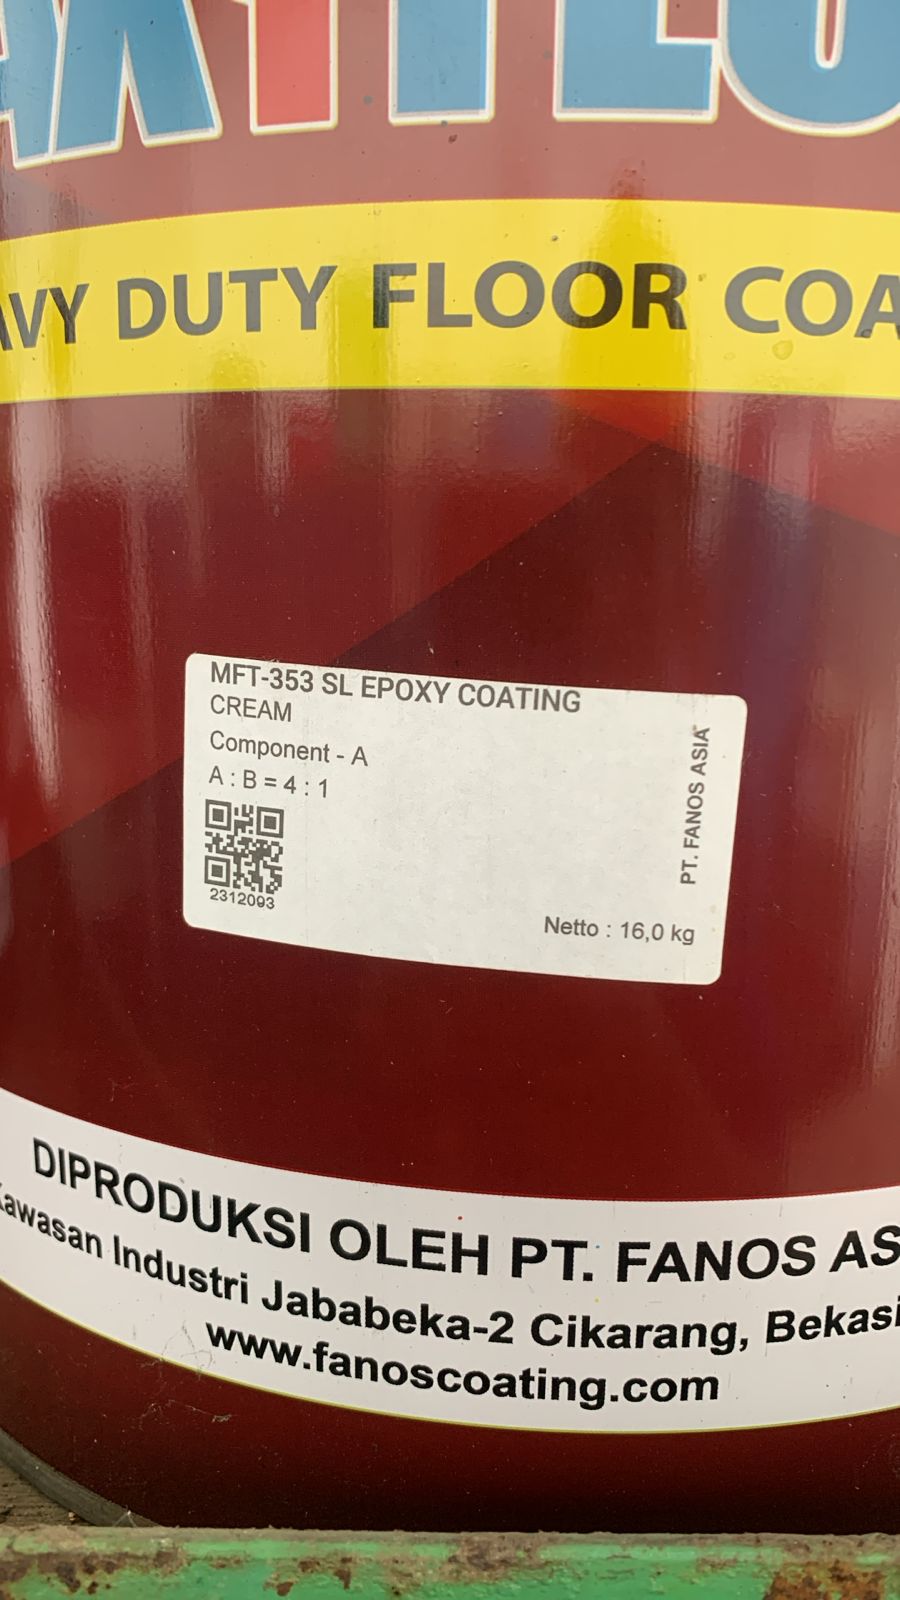 HEAVY DUTY FLOOR COA
MFT-353 SL EPOXY COATING
CREAM
Component - A
A : B = 4 : 1
2312093
PT. FANOS ASIA
Netto : 16,0 kg
DIPRODUKSI OLEH PT. FANOS AS
Kawasan Industri Jababeka-2 Cikarang, Bekasi
www.fanoscoating.com